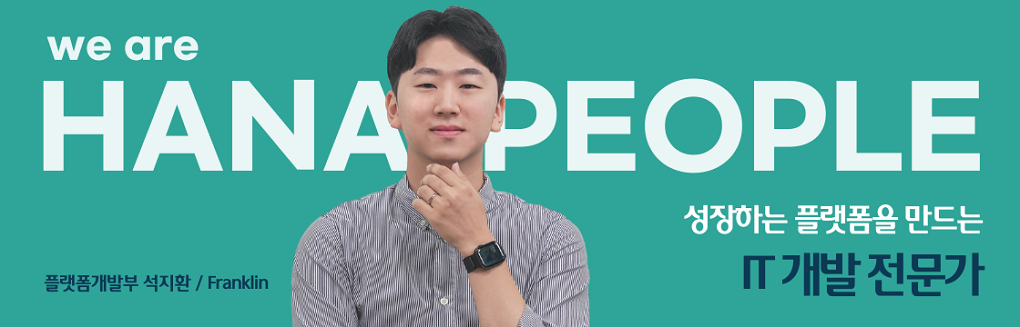 we are
HANA PEOPLE
성장하는 플랫폼을 만드는
IT 개발 전문가
플랫폼개발부 석지환 / Franklin